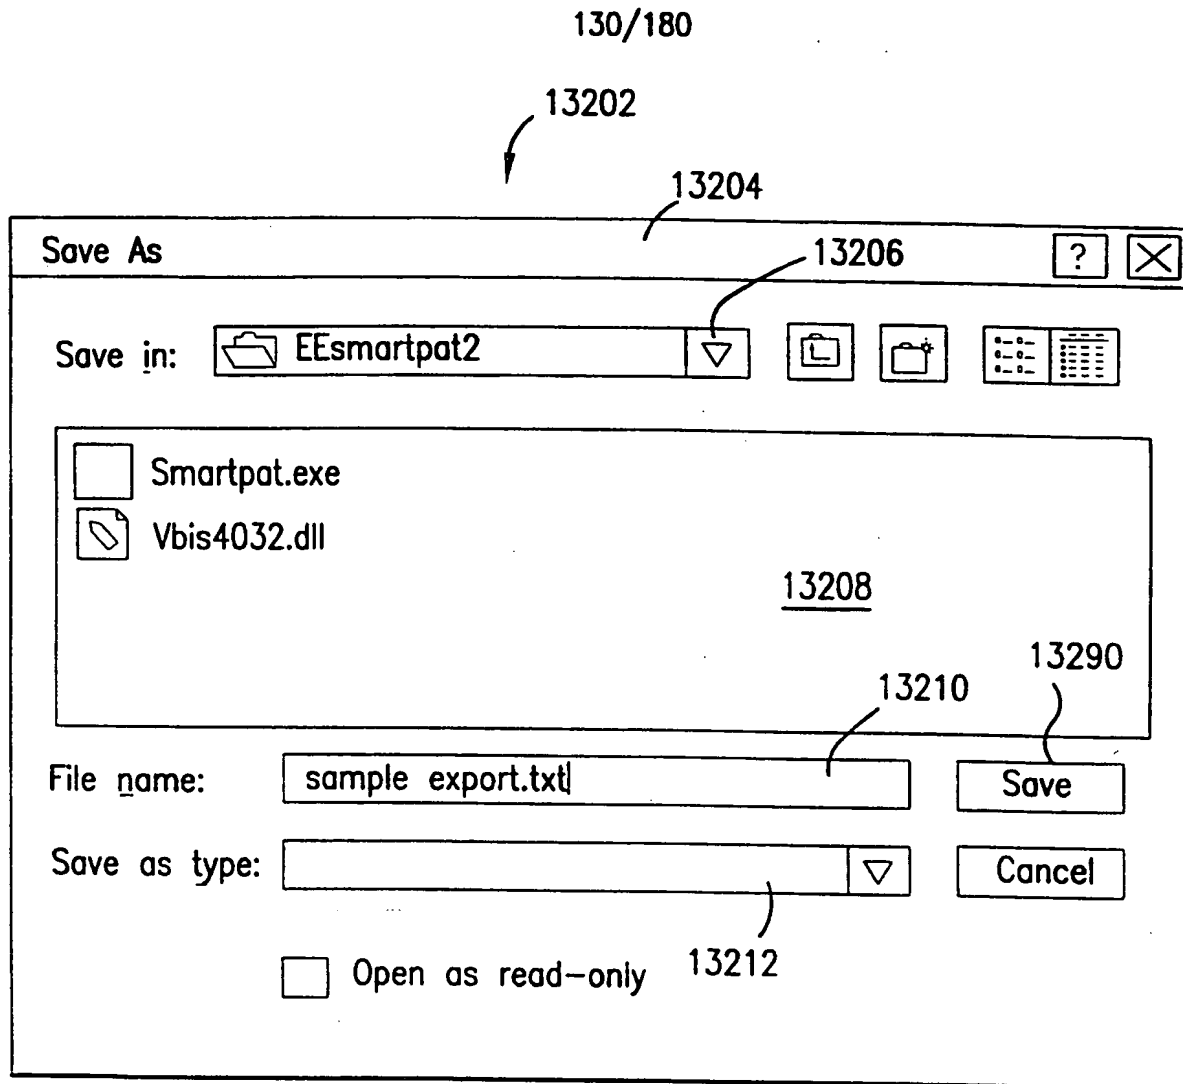 130/180
13202
13204
Save As
13206
?
Save in:
EEsmartpat2
Smartpat.exe
Vbis4032.dll
13208
13290
13210
File name:
sample export.txt
Save
Save as type:
Cancel
13212
Open as read-only